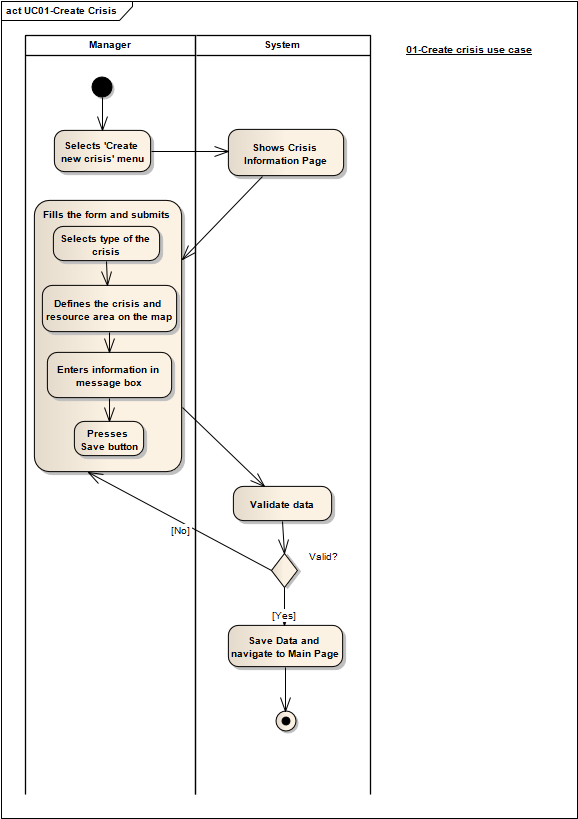 act UC01-Create Crisis
Manager
System
01-Create crisis use case
Selects 'Create
new crisis' menu
Shows Crisis
Information Page
Fills the form and submits
Selects type of the
crisis
Defines the crisis and
resource area on the map
Enters information in
message box
Presses
Save button
Validate data
[No]
Valid?
[Yes]
Save Data and
navigate to Main Page